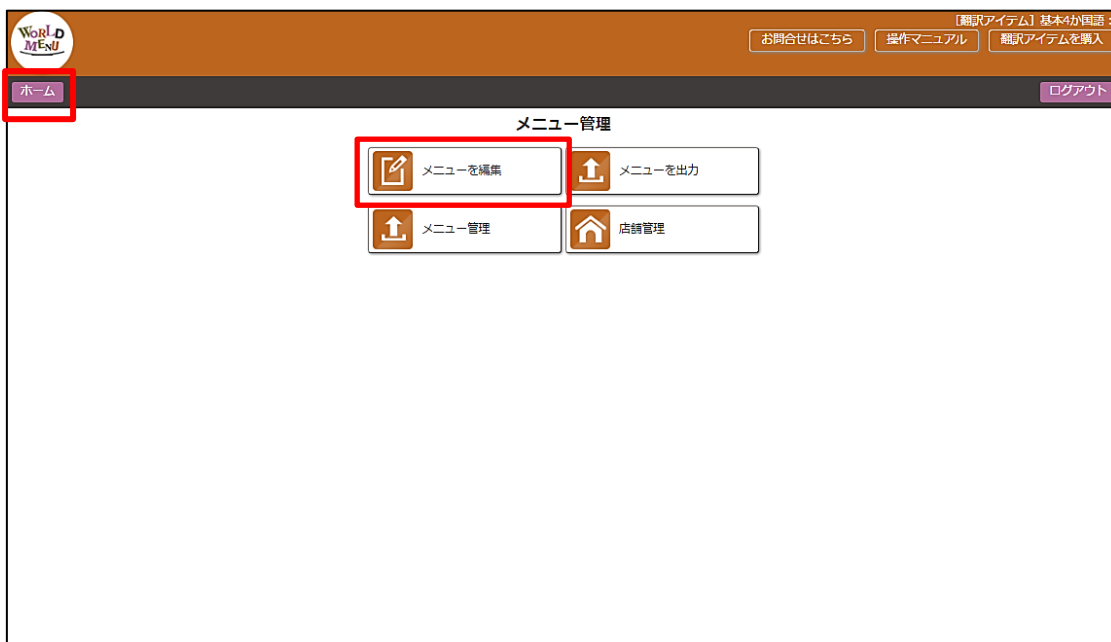 WORLD
MENU
[翻訳アイテム] 基本4か国語：
お問合せはこちら
操作マニュアル
翻訳アイテムを購入
ホーム
ログアウト
メニュー管理
メニューを編集
メニューを出力
メニュー管理
店舗管理